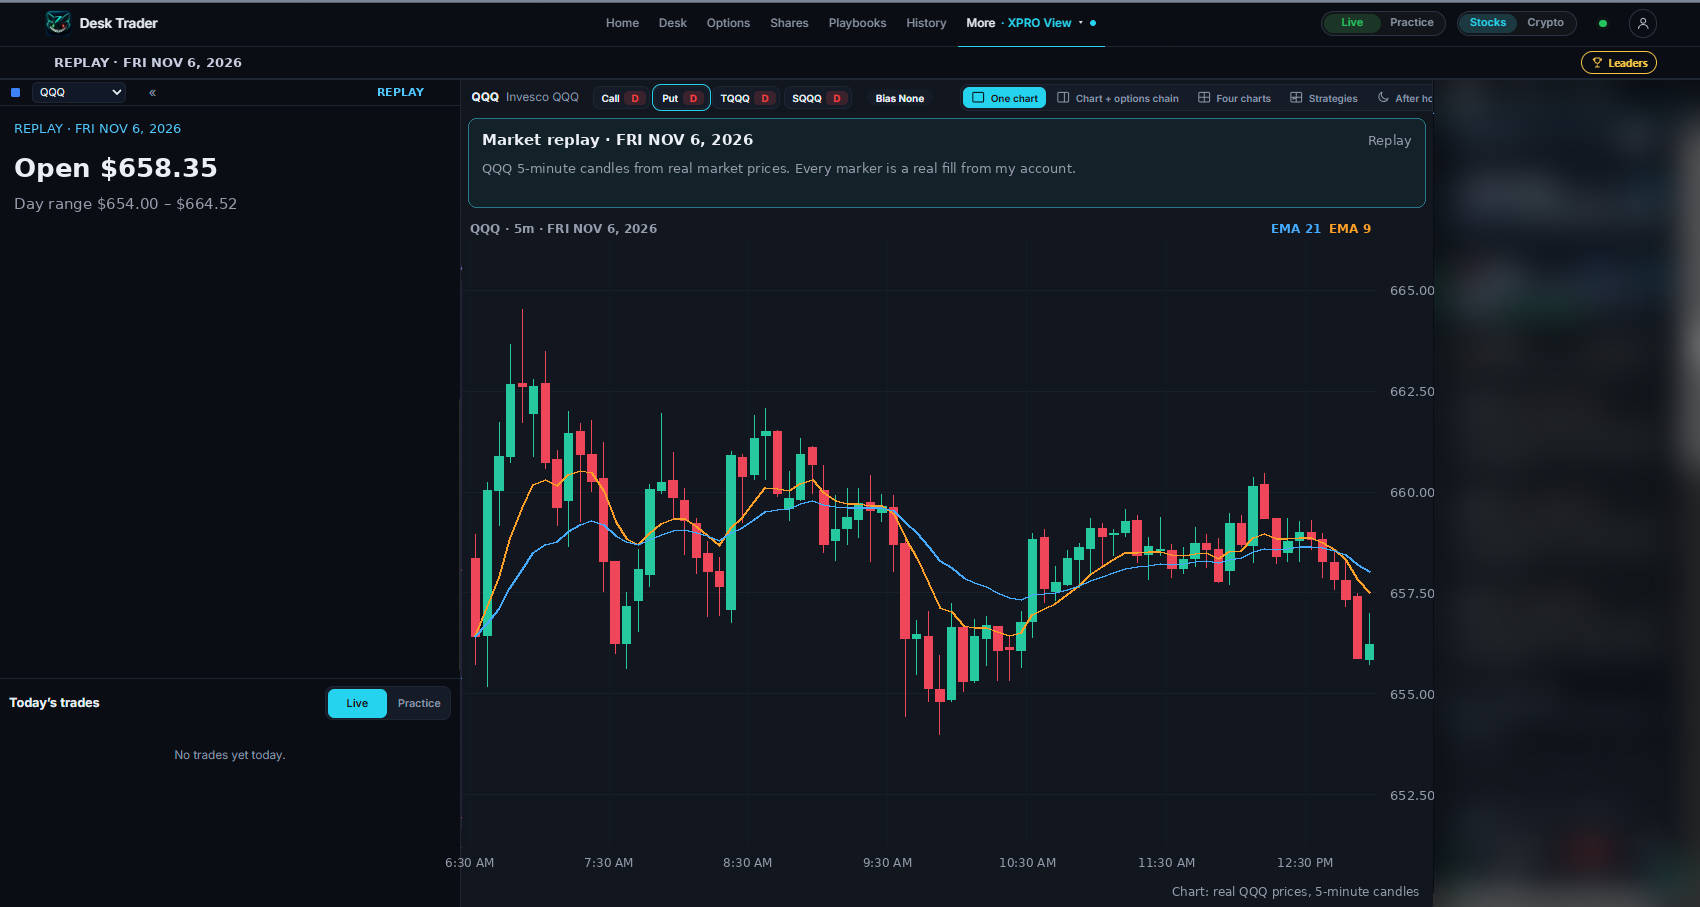 Desk Trader
Home Desk Options Shares Playbooks History More · XPRO View
Live Practice Stocks Crypto
REPLAY · FRI NOV 6, 2026
Leaders
QQQ « REPLAY
REPLAY · FRI NOV 6, 2026
Open $658.35
Day range $654.00 – $664.52
QQQ Invesco QQQ Call D Put D TQQQ D SQQQ D Bias None One chart Chart + options chain Four charts Strategies After ho
Market replay · FRI NOV 6, 2026 Replay
QQQ 5-minute candles from real market prices. Every marker is a real fill from my account.
QQQ · 5m · FRI NOV 6, 2026 EMA 21 EMA 9
665.00
662.50
660.00
657.50
655.00
652.50
6:30 AM 7:30 AM 8:30 AM 9:30 AM 10:30 AM 11:30 AM 12:30 PM
Chart: real QQQ prices, 5-minute candles
Today's trades Live Practice
No trades yet today.